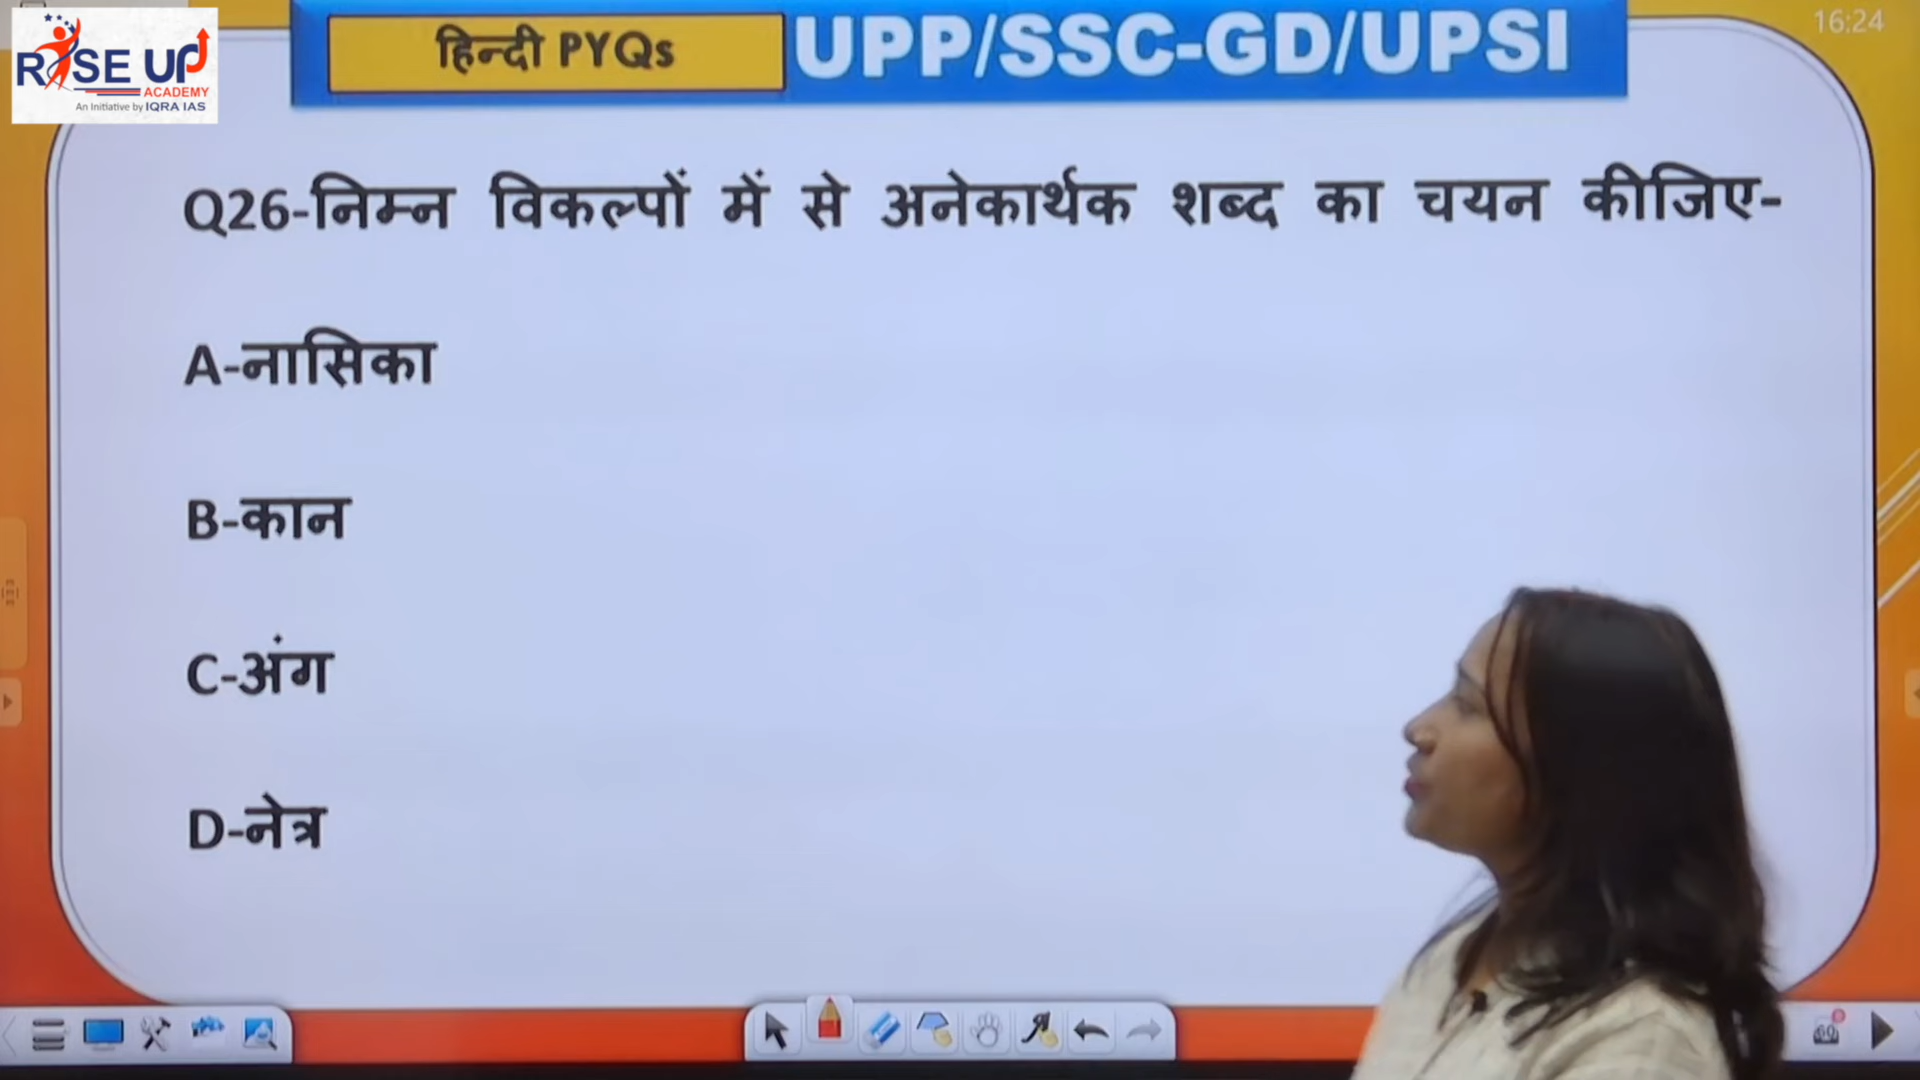 RISE UP
ACADEMY
An Initiative by IQRA IAS
हिन्दी PYQs
UPP/SSC-GD/UPSI
16:24
Q26-निम्न विकल्पों में से अनेकार्थक शब्द का चयन कीजिए-
A-नासिका
B-कान
C-अंग
D-नेत्र